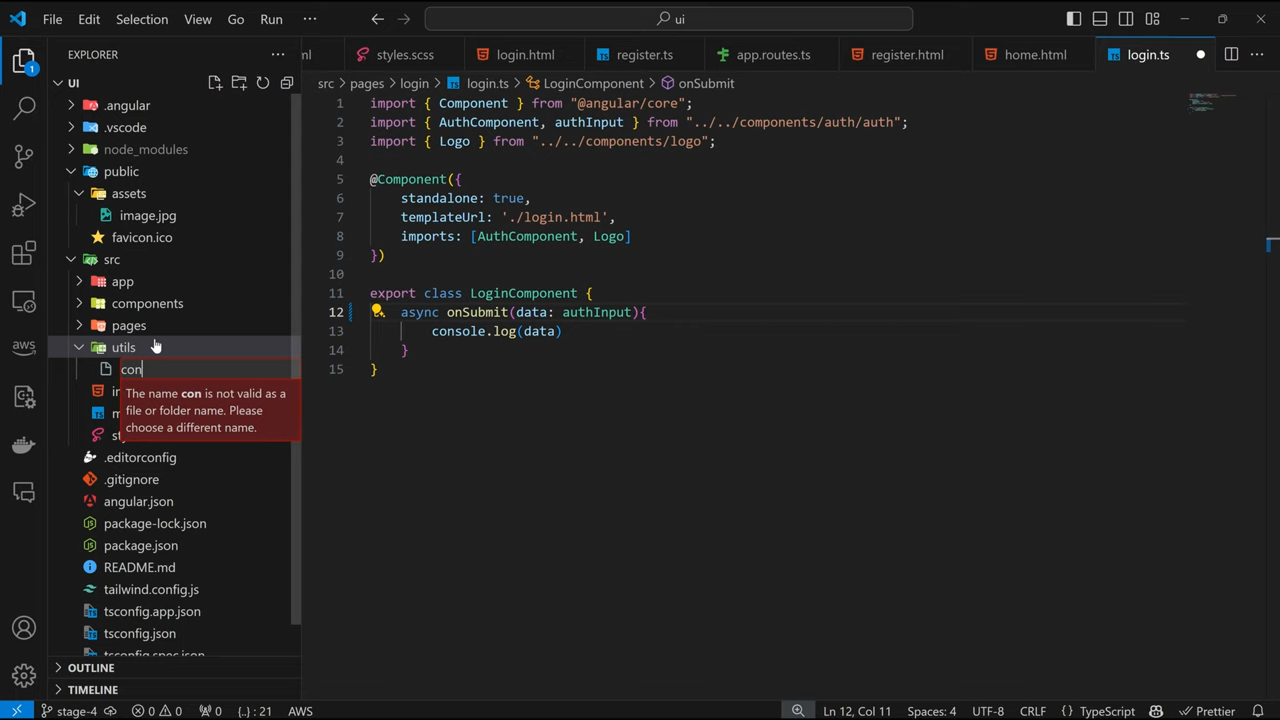 File Edit Selection View Go Run ··· ui
EXPLORER ···
styles.scss login.html register.ts app.routes.ts register.html home.html login.ts
UI
src > pages > login > login.ts > LoginComponent > onSubmit
.angular
.vscode
node_modules
public
assets
image.jpg
favicon.ico
src
app
components
pages
utils
con
The name con is not valid as a
file or folder name. Please
choose a different name.
.editorconfig
.gitignore
angular.json
package-lock.json
package.json
README.md
tailwind.config.js
tsconfig.app.json
tsconfig.json
tsconfig.spec.json
OUTLINE
TIMELINE
aws
1
1 import { Component } from "@angular/core";
2 import { AuthComponent, authInput } from "../../components/auth/auth";
3 import { Logo } from "../../components/logo";
4
5 @Component({
6 standalone: true,
7 templateUrl: './login.html',
8 imports: [AuthComponent, Logo]
9 })
10
11 export class LoginComponent {
12 async onSubmit(data: authInput){
13 console.log(data)
14 }
15 }
stage-4 0 0 0 {..} : 21 AWS Ln 12, Col 11 Spaces: 4 UTF-8 CRLF {} TypeScript Prettier